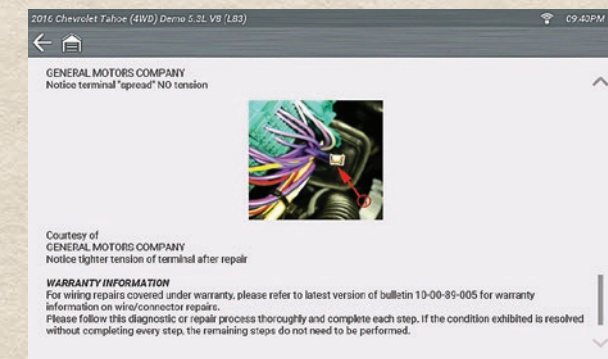 2016 Chevrolet Tahoe (4WD) Demo 5.3L V8 (L83) 09:40PM
GENERAL MOTORS COMPANY
Notice terminal "spread" NO tension
Courtesy of
GENERAL MOTORS COMPANY
Notice tighter tension of terminal after repair
WARRANTY INFORMATION
For wiring repairs covered under warranty, please refer to latest version of bulletin 10-00-89-005 for warranty
information on wire/connector repairs.
Please follow this diagnostic or repair process thoroughly and complete each step. If the condition exhibited is resolved
without completing every step, the remaining steps do not need to be performed.